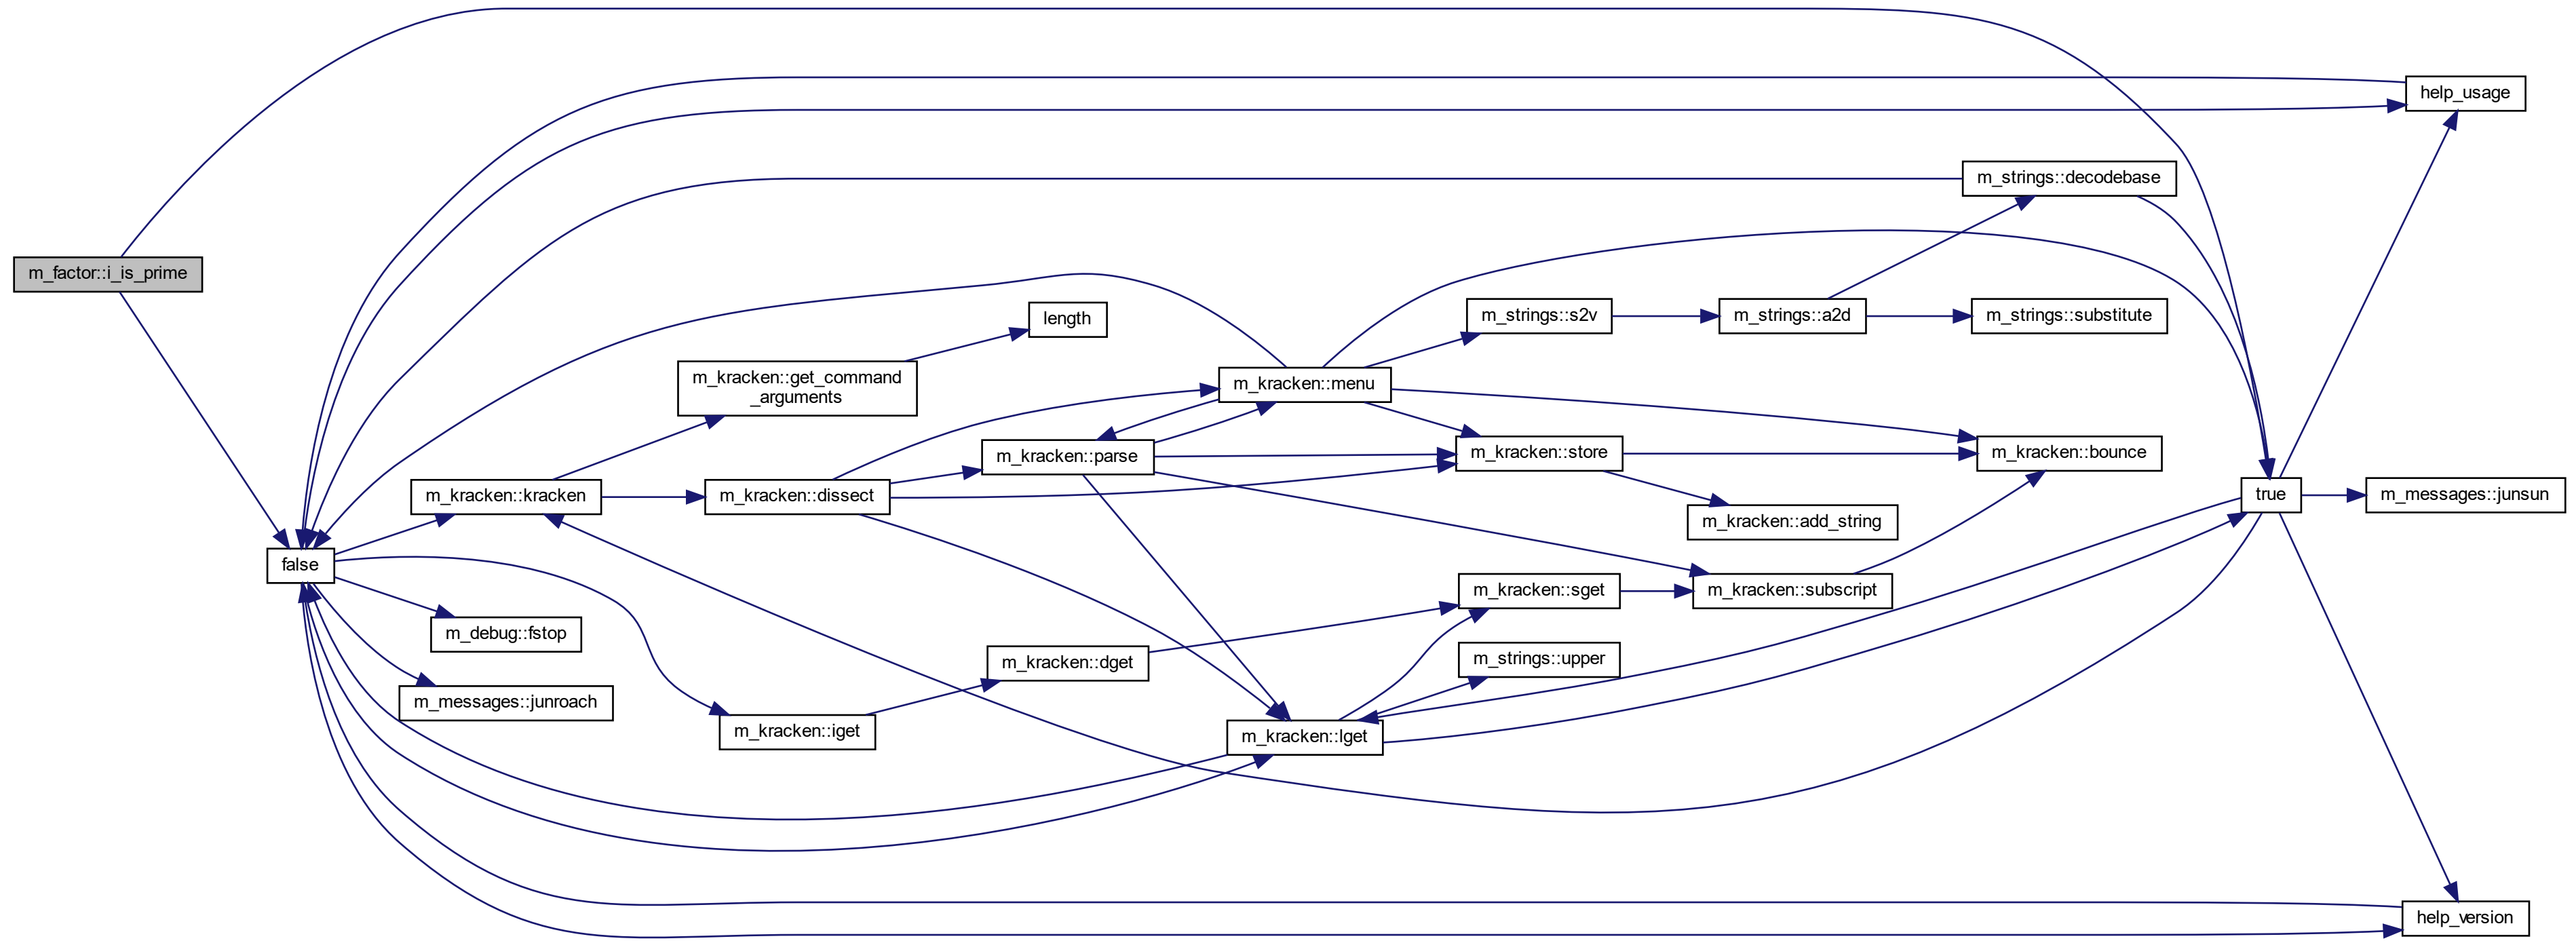 help_usage
m_strings::decodebase
m_factor::i_is_prime
length
m_strings::s2v
m_strings::a2d
m_strings::substitute
m_kracken::get_command
_arguments
m_kracken::menu
m_kracken::parse
m_kracken::store
m_kracken::bounce
m_kracken::kracken
m_kracken::dissect
true
m_messages::junsun
m_kracken::add_string
false
m_kracken::sget
m_kracken::subscript
m_debug::fstop
m_kracken::dget
m_strings::upper
m_messages::junroach
m_kracken::iget
m_kracken::lget
help_version